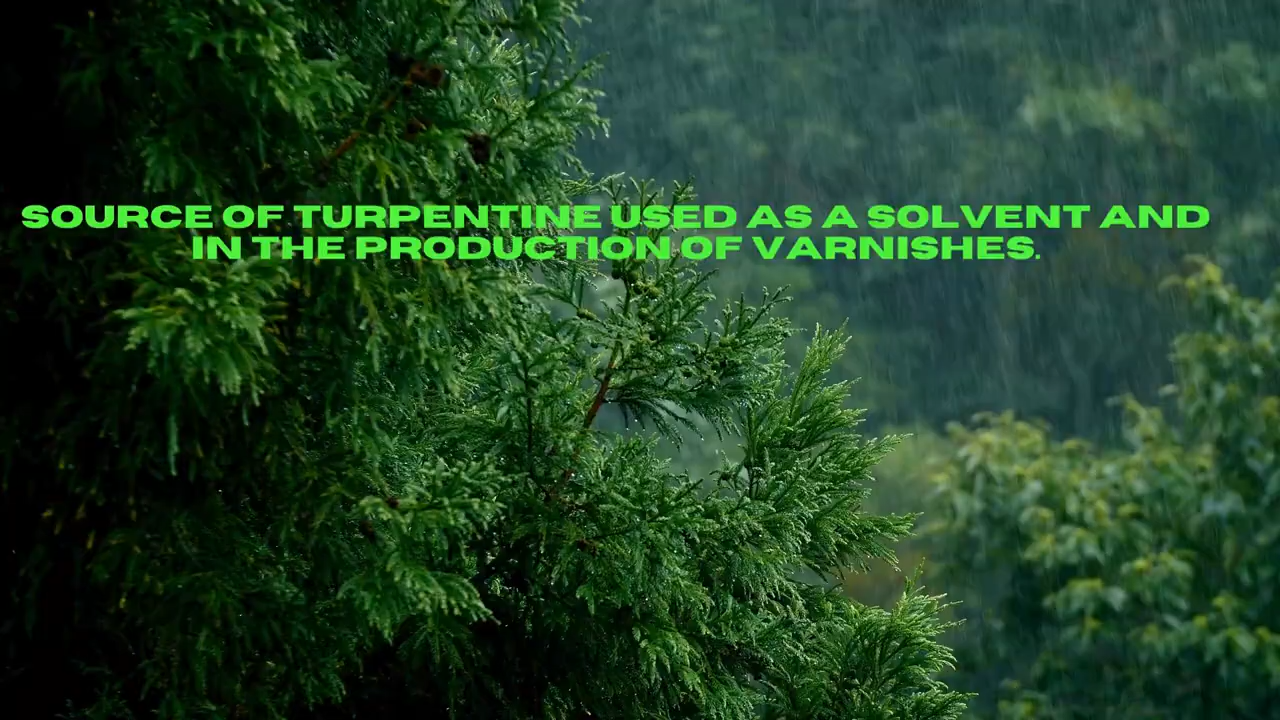 SOURCE OF TURPENTINE USED AS A SOLVENT AND
IN THE PRODUCTION OF VARNISHES.